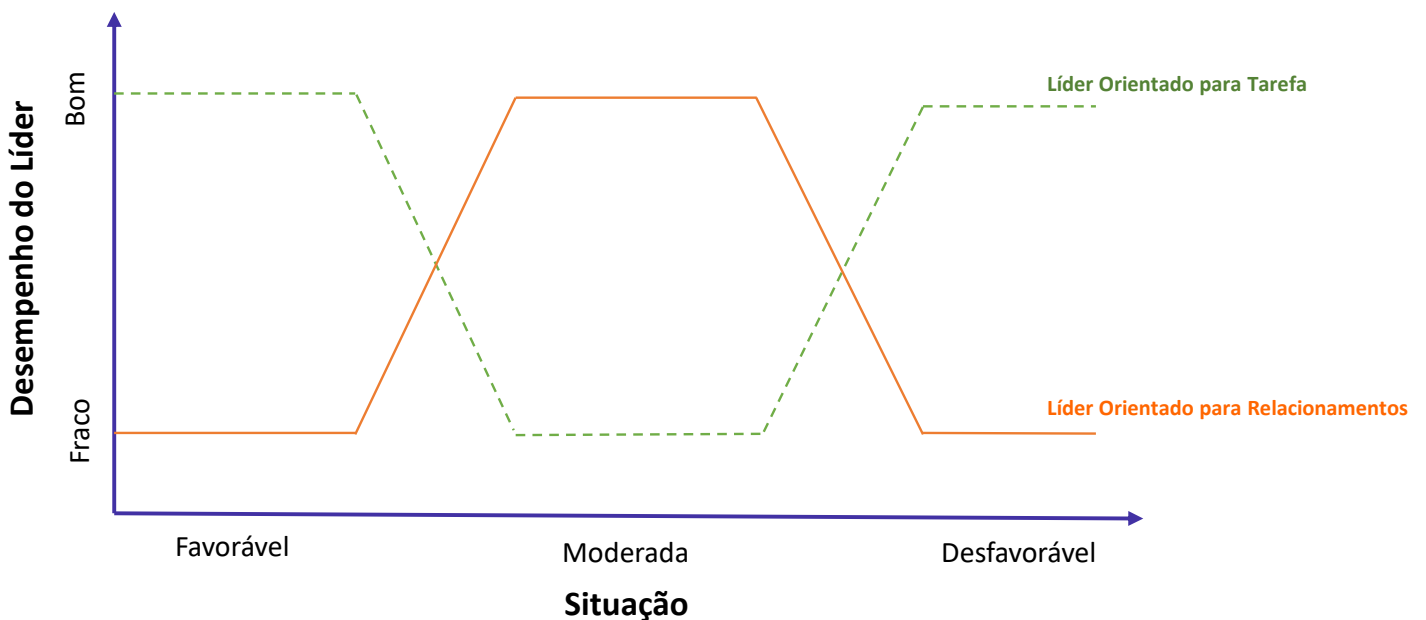 Desempenho do Líder
Bom
Fraco
Líder Orientado para Tarefa
Líder Orientado para Relacionamentos
Favorável
Moderada
Desfavorável
Situação